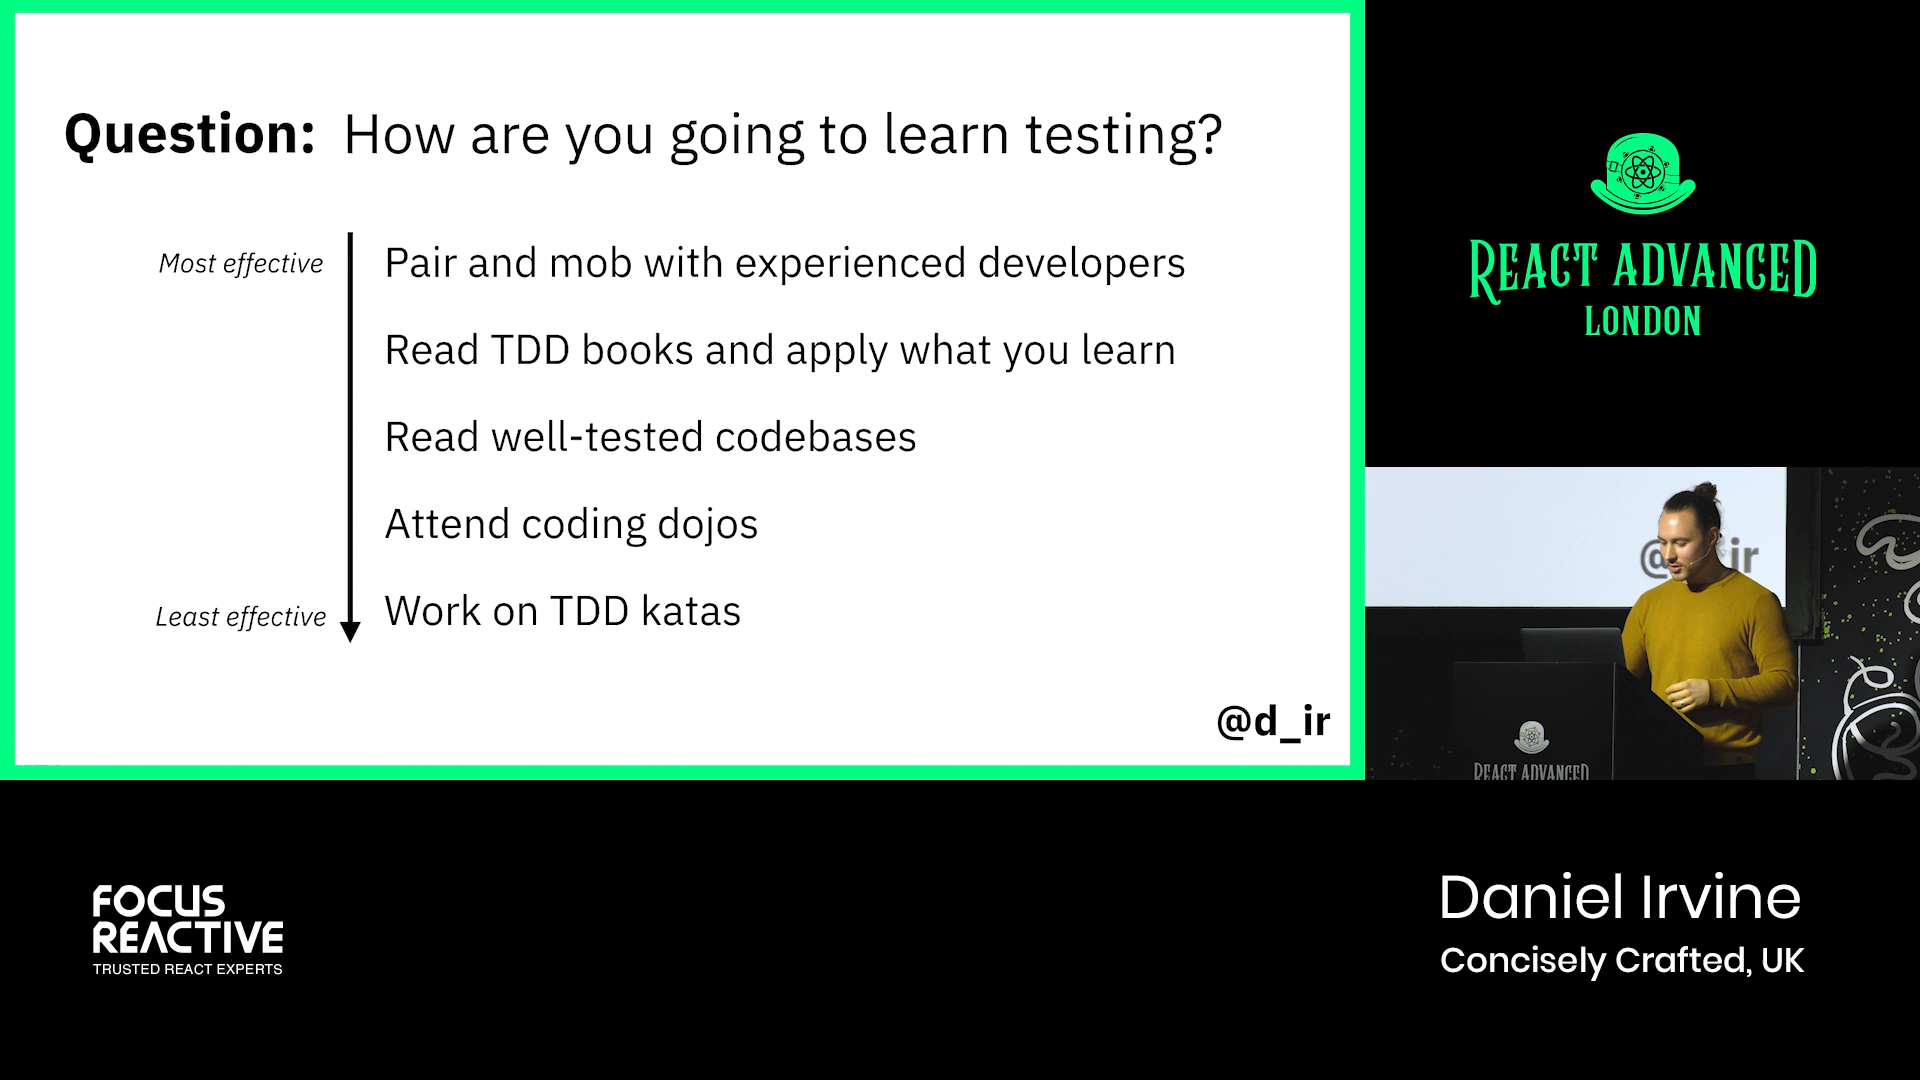 Question: How are you going to learn testing?
Most effective
Pair and mob with experienced developers
Read TDD books and apply what you learn
Read well-tested codebases
Attend coding dojos
Least effective
Work on TDD katas
@d_ir
REACT ADVANCED
LONDON
REACT ADVANCED
FOCUS
REACTIVE
TRUSTED REACT EXPERTS
Daniel Irvine
Concisely Crafted, UK